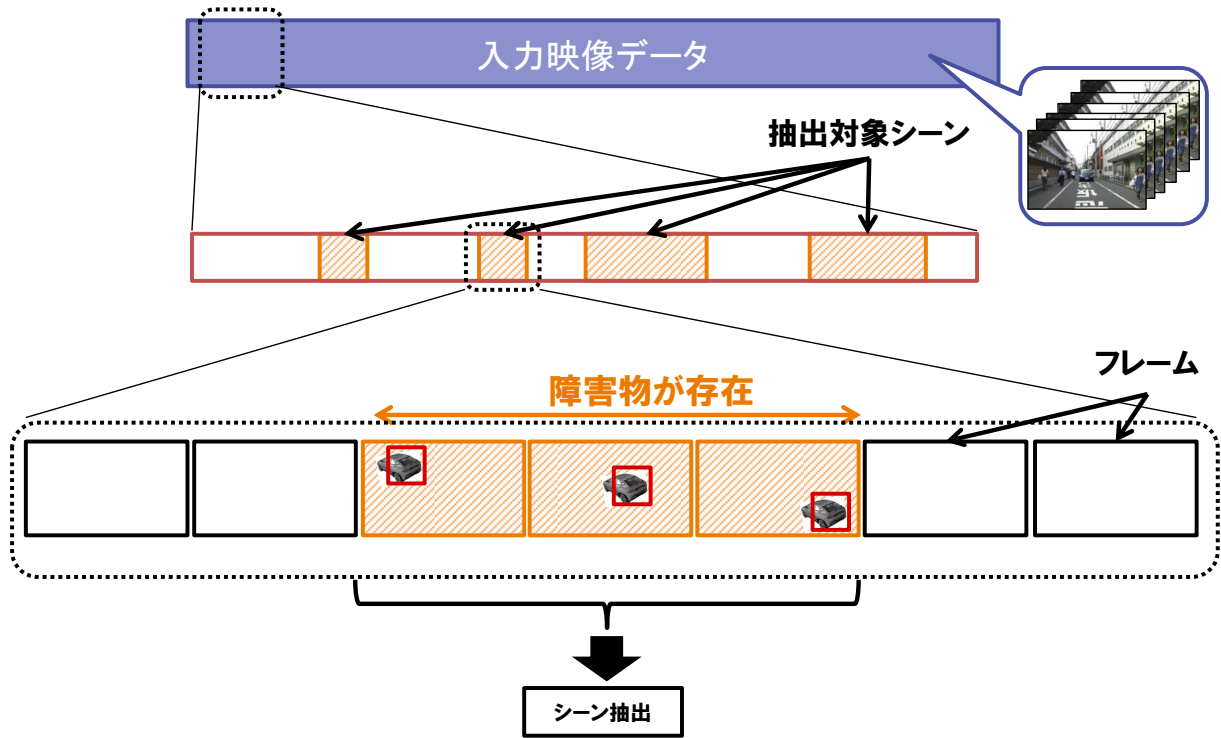 入力映像データ
抽出対象シーン
フレーム
障害物が存在
シーン抽出